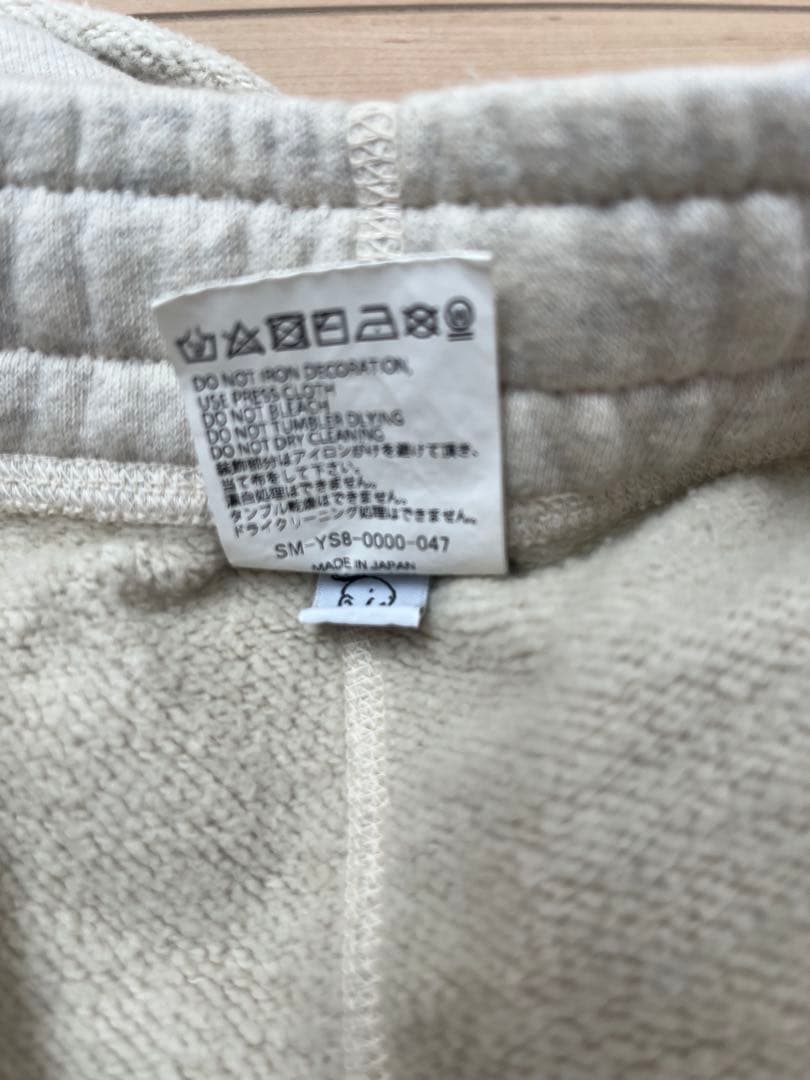 DO NOT IRON DECORATION,
USE PRESS CLOTH
DO NOT BLEACH
DO NOT TUMBLER DLYING
DO NOT DRY CLEANING
装飾部分はアイロンがけを避けて頂き、
当て布をして下さい。
漂白処理はできません。
タンブル乾燥はできません。
ドライクリーニング処理はできません。
SM-YS8-0000-047
MADE IN JAPAN